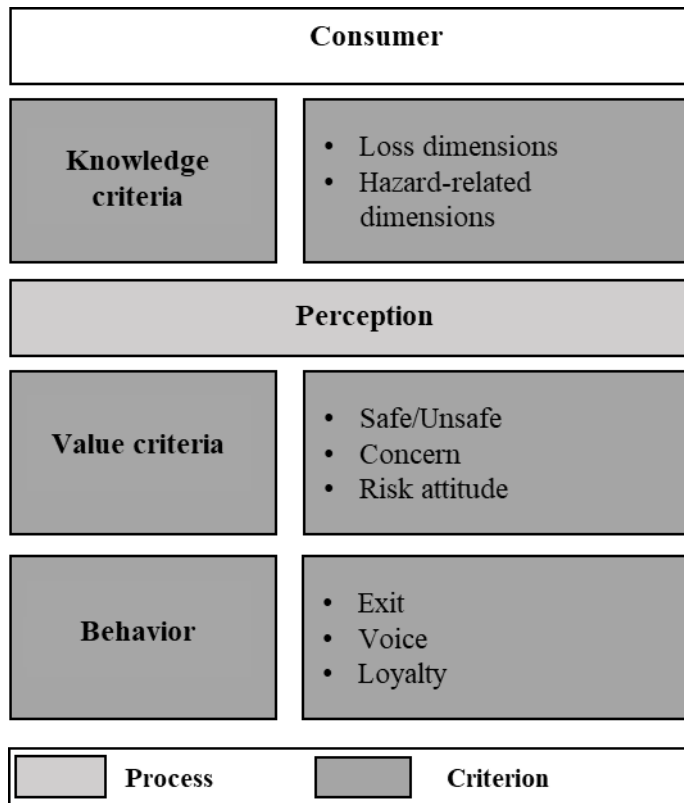 Consumer
Knowledge
criteria
• Loss dimensions
• Hazard-related
dimensions
Perception
Value criteria
• Safe/Unsafe
• Concern
• Risk attitude
Behavior
• Exit
• Voice
• Loyalty
Process
Criterion